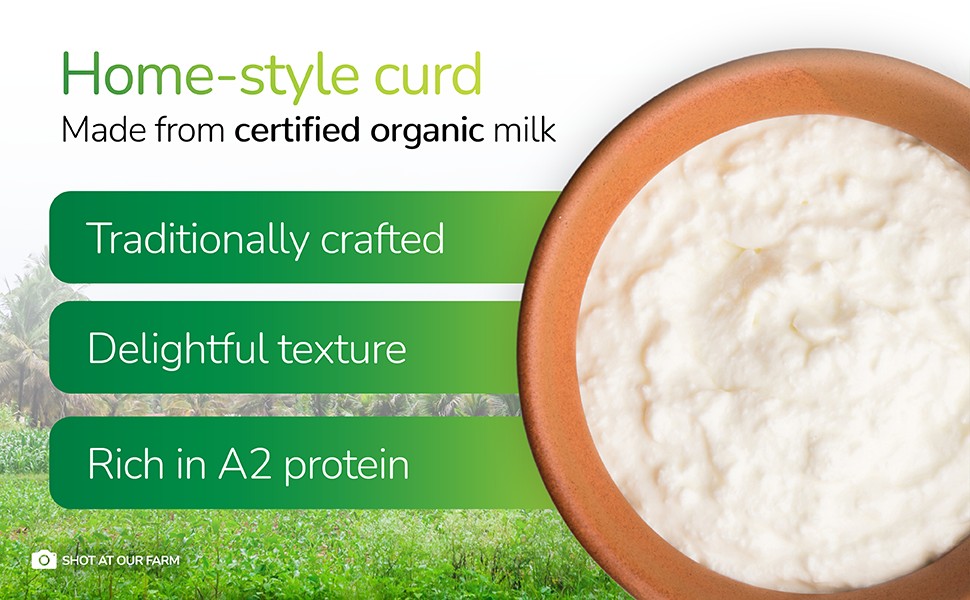 Home-style curd
Made from certified organic milk
Traditionally crafted
Delightful texture
Rich in A2 protein
SHOT AT OUR FARM